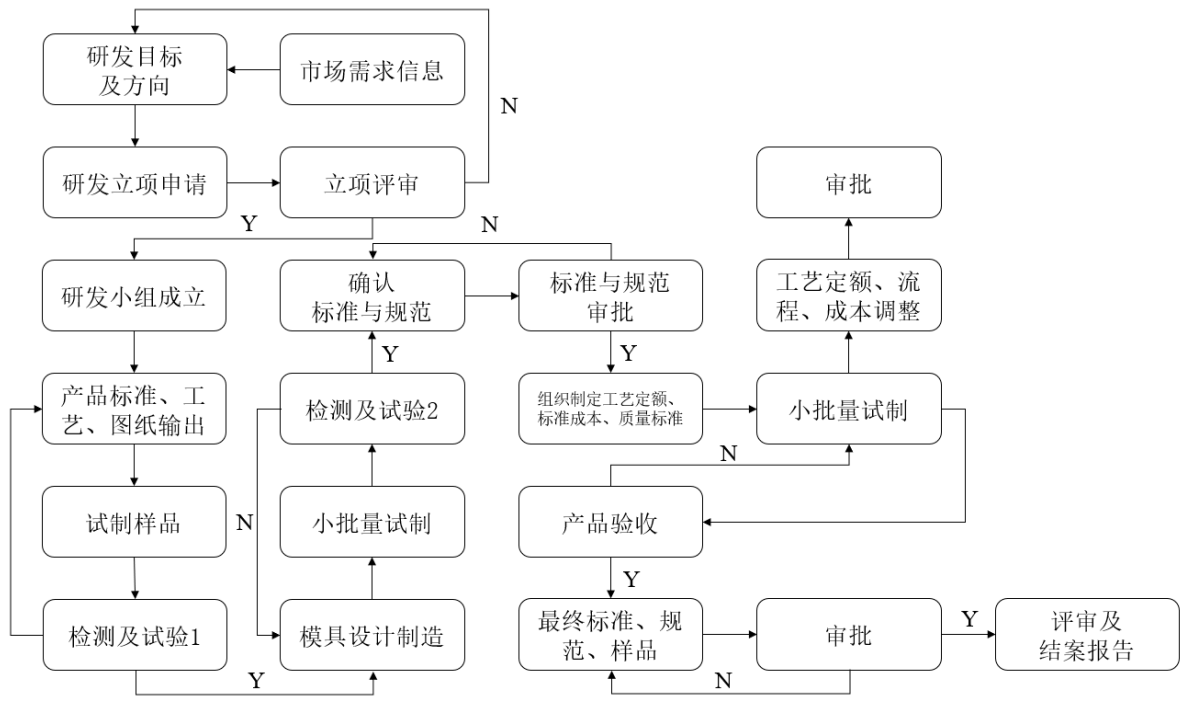 研发目标
及方向
市场需求信息
N
研发立项申请
立项评审
审批
Y
N
研发小组成立
确认
标准与规范
标准与规范
审批
工艺定额、流
程、成本调整
Y
Y
产品标准、工
艺、图纸输出
检测及试验2
组织制定工艺定额、
标准成本、质量标准
小批量试制
N
试制样品
N
小批量试制
产品验收
Y
检测及试验1
模具设计制造
最终标准、规
范、样品
审批
Y
评审及
结案报告
Y
N